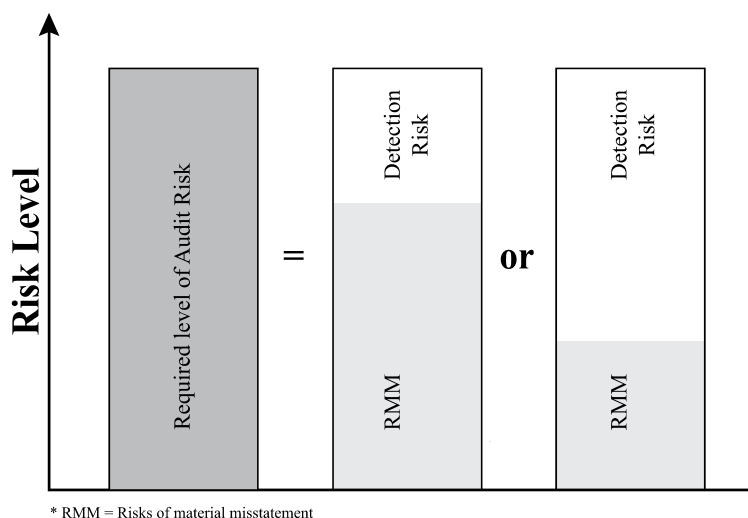 Risk Level
Required level of Audit Risk
=
Detection
Risk
RMM
or
Detection
Risk
RMM
* RMM = Risks of material misstatement